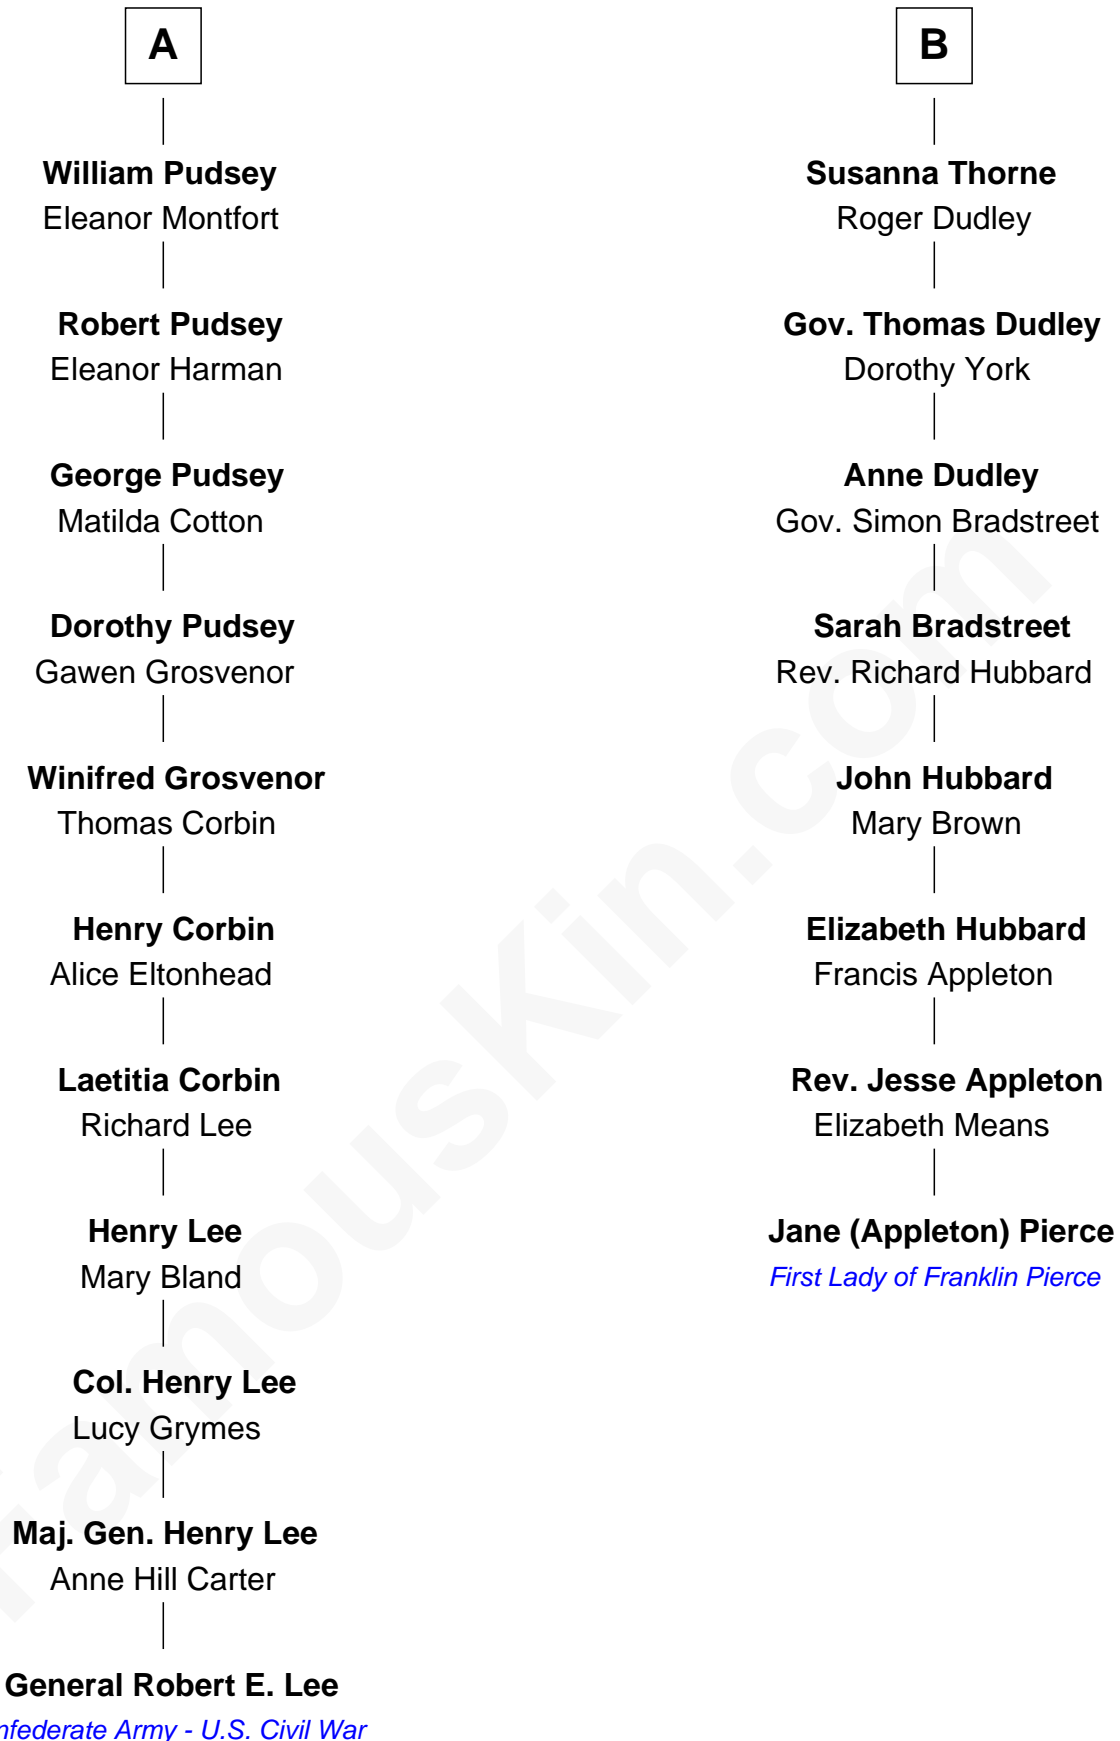 A
William Pudsey
Eleanor Montfort
Robert Pudsey
Eleanor Harman
George Pudsey
Matilda Cotton
Dorothy Pudsey
Gawen Grosvenor
Winifred Grosvenor
Thomas Corbin
Henry Corbin
Alice Eltonhead
Laetitia Corbin
Richard Lee
Henry Lee
Mary Bland
Col. Henry Lee
Lucy Grymes
Maj. Gen. Henry Lee
Anne Hill Carter
General Robert E. Lee
nfederate Army - U.S. Civil War
B
Susanna Thorne
Roger Dudley
Gov. Thomas Dudley
Dorothy York
Anne Dudley
Gov. Simon Bradstreet
Sarah Bradstreet
Rev. Richard Hubbard
John Hubbard
Mary Brown
Elizabeth Hubbard
Francis Appleton
Rev. Jesse Appleton
Elizabeth Means
Jane (Appleton) Pierce
First Lady of Franklin Pierce
FamousKin.com